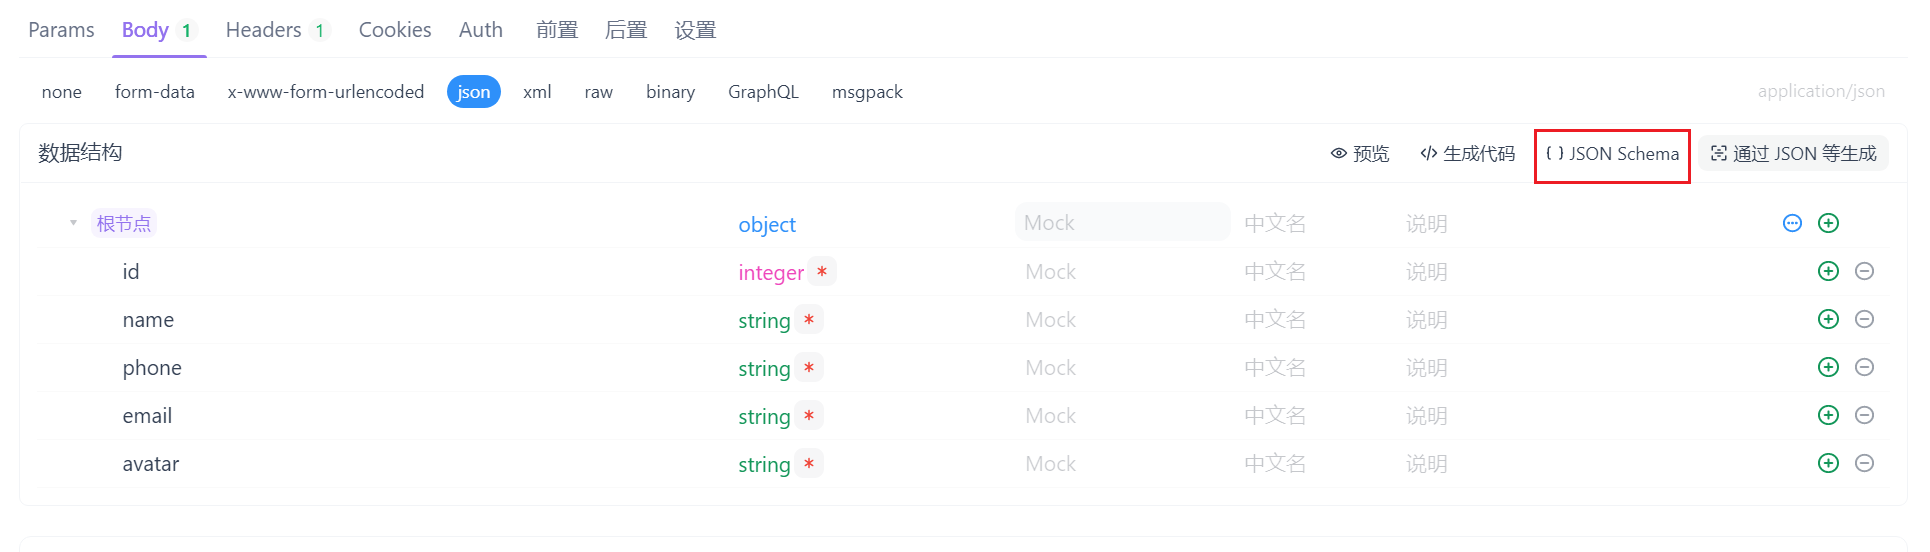 Params Body 1 Headers 1 Cookies Auth 前置 后置 设置
none form-data x-www-form-urlencoded json xml raw binary GraphQL msgpack application/json
数据结构 预览 </> 生成代码 { } JSON Schema 通过 JSON 等生成
根节点 object Mock 中文名 说明
id integer * Mock 中文名 说明
name string * Mock 中文名 说明
phone string * Mock 中文名 说明
email string * Mock 中文名 说明
avatar string * Mock 中文名 说明